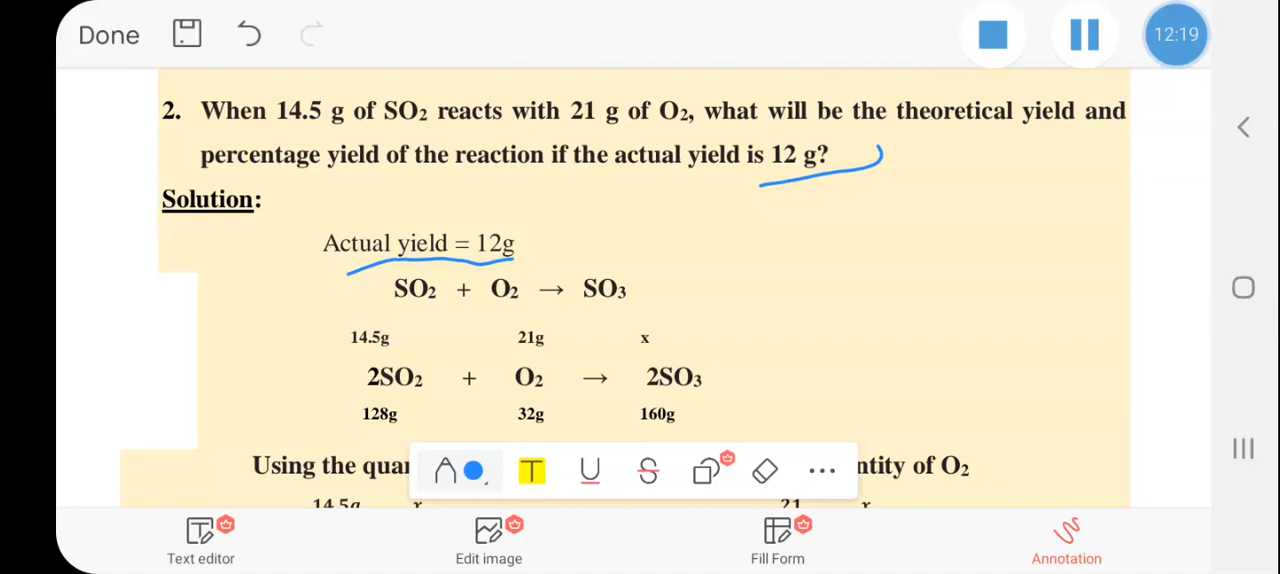 Done
12:19
2. When 14.5 g of SO₂ reacts with 21 g of O₂, what will be the theoretical yield and
percentage yield of the reaction if the actual yield is 12 g?
Solution:
Actual yield = 12g
SO₂ + O₂ → SO₃
14.5g 21g x
2SO₂ + O₂ → 2SO₃
128g 32g 160g
Using the O₂
T U S
Text editor Edit image Fill Form Annotation